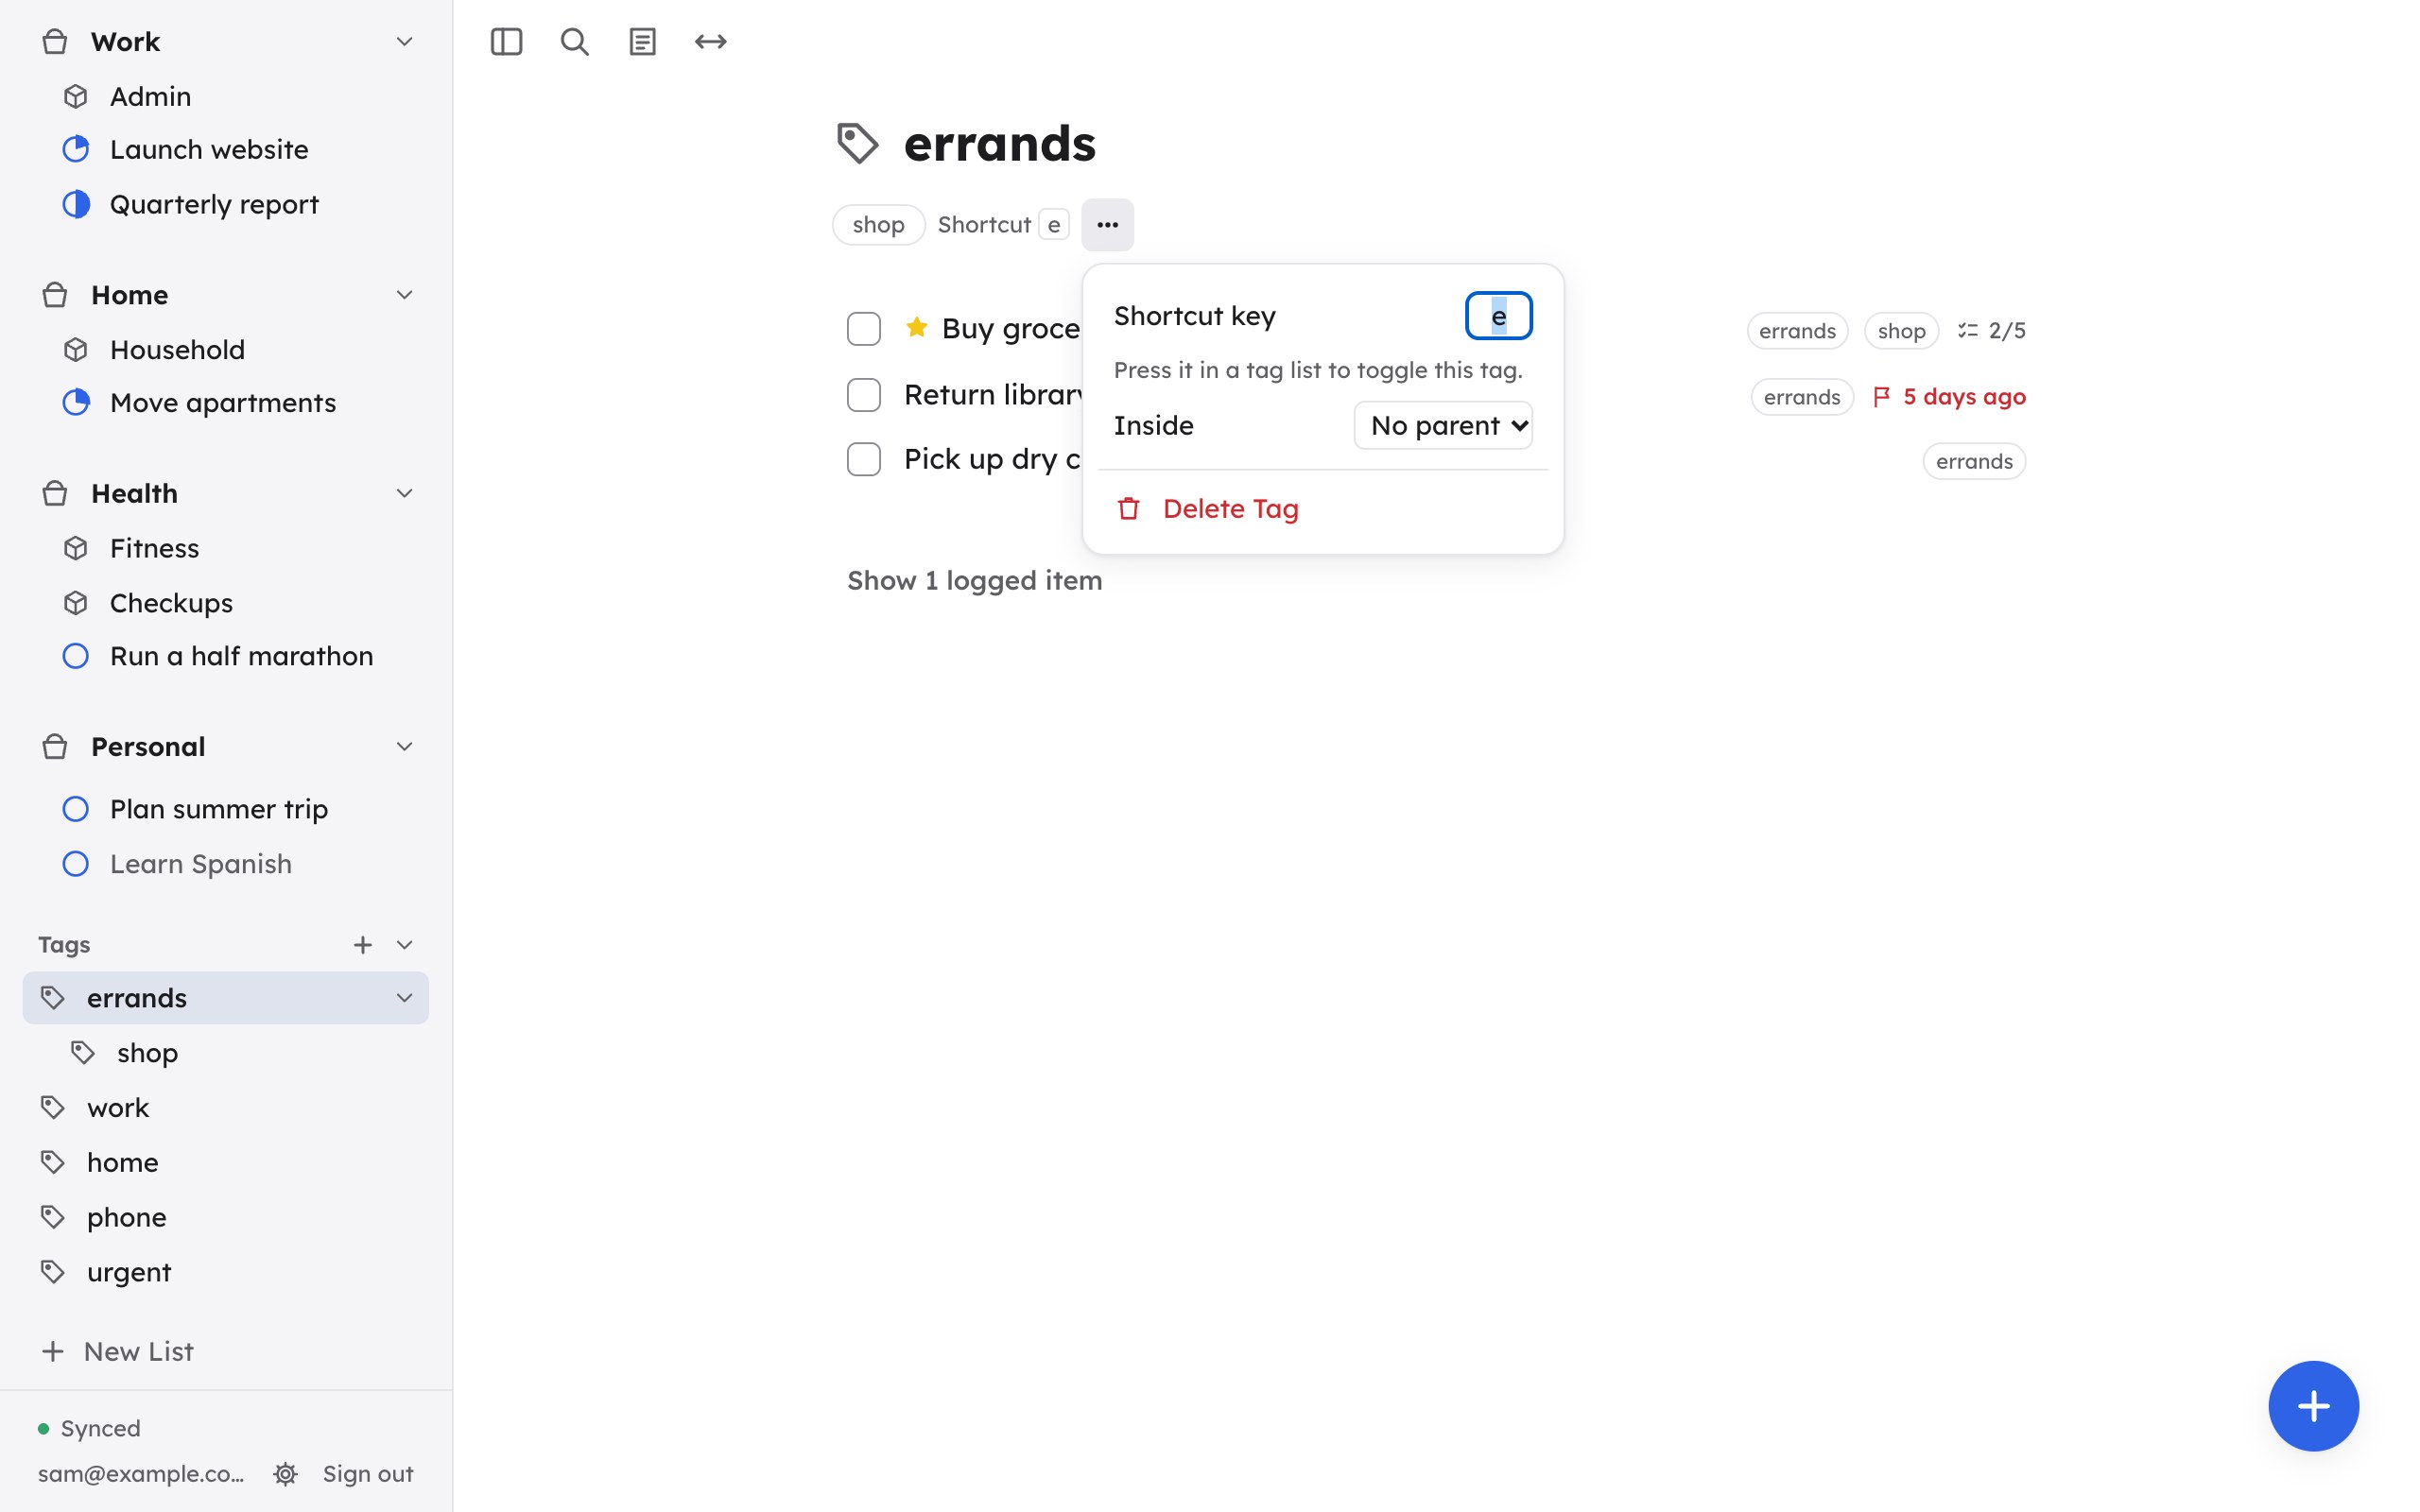 Work
Admin
Launch website
Quarterly report
Home
Household
Move apartments
Health
Fitness
Checkups
Run a half marathon
Personal
Plan summer trip
Learn Spanish
Tags
errands
shop
work
home
phone
urgent
New List
Synced
sam@example.co...
Sign out
errands
shop Shortcut e
Shortcut key e
Press it in a tag list to toggle this tag.
Inside No parent
Delete Tag
Buy groce
errands shop 2/5
Return library
errands 5 days ago
Pick up dry c
errands
Show 1 logged item